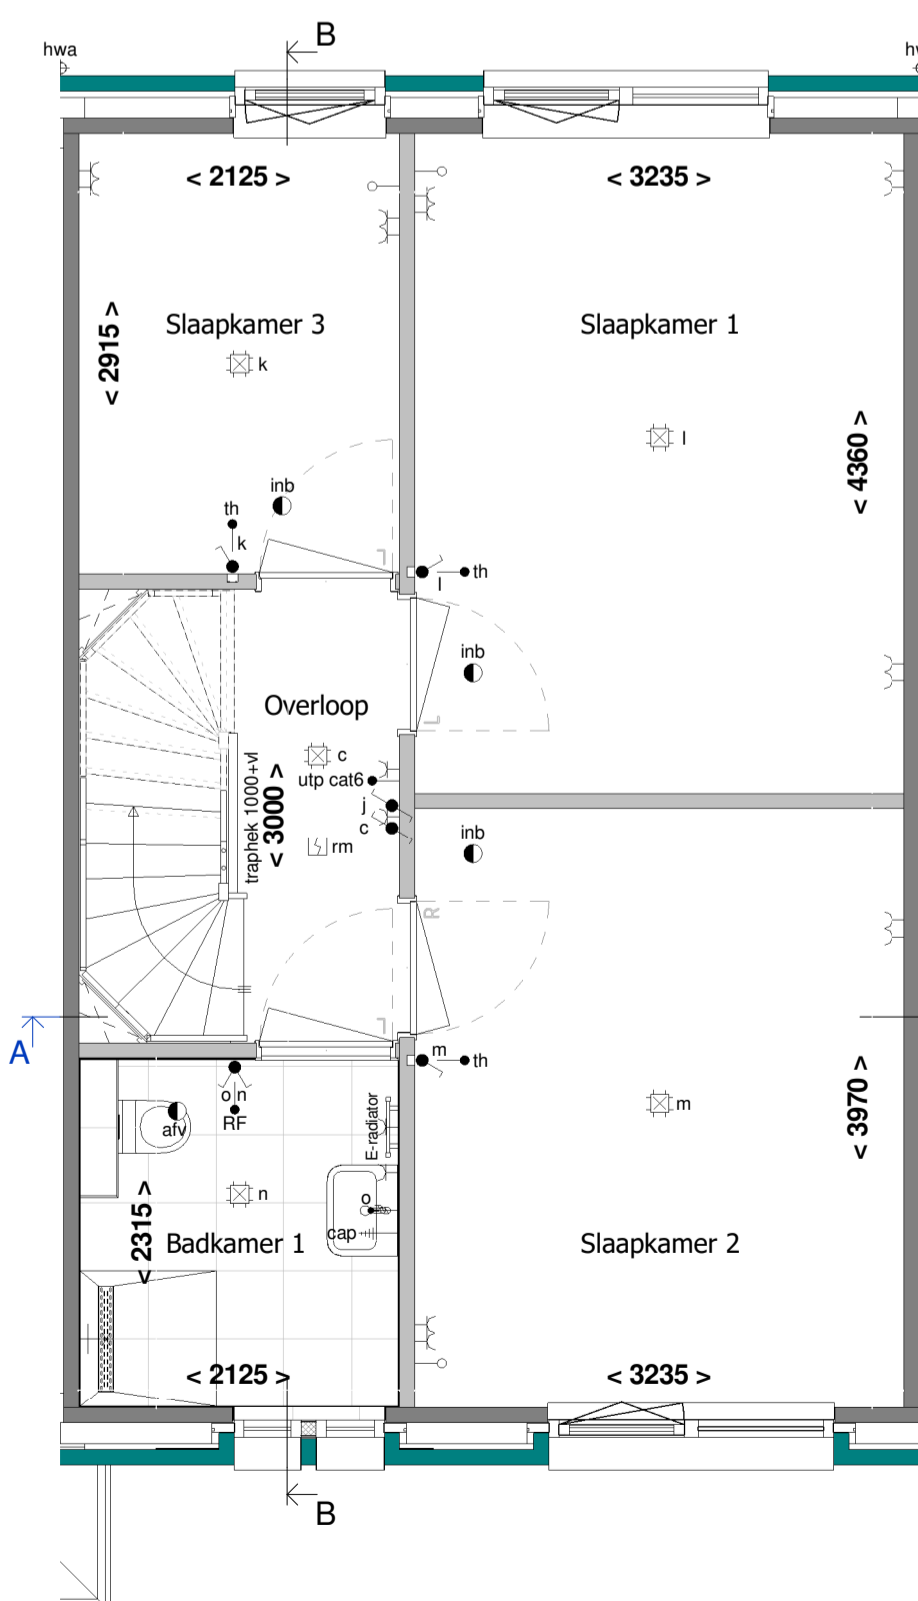 B
hwa
< 2125 >
< 3235 >
Slaapkamer 3
Slaapkamer 1
< 2915 >
k
l
< 4360 >
inb
th
k
l
th
inb
Overloop
c
utp cat6
traphek 1000+vl
< 3000 >
j
c
rm
inb
L
L
R
L
A
m
th
o n
RF
afv
E-radiator
n
m
< 3970 >
o
cap
< 2315 >
Badkamer 1
Slaapkamer 2
< 2125 >
< 3235 >
B